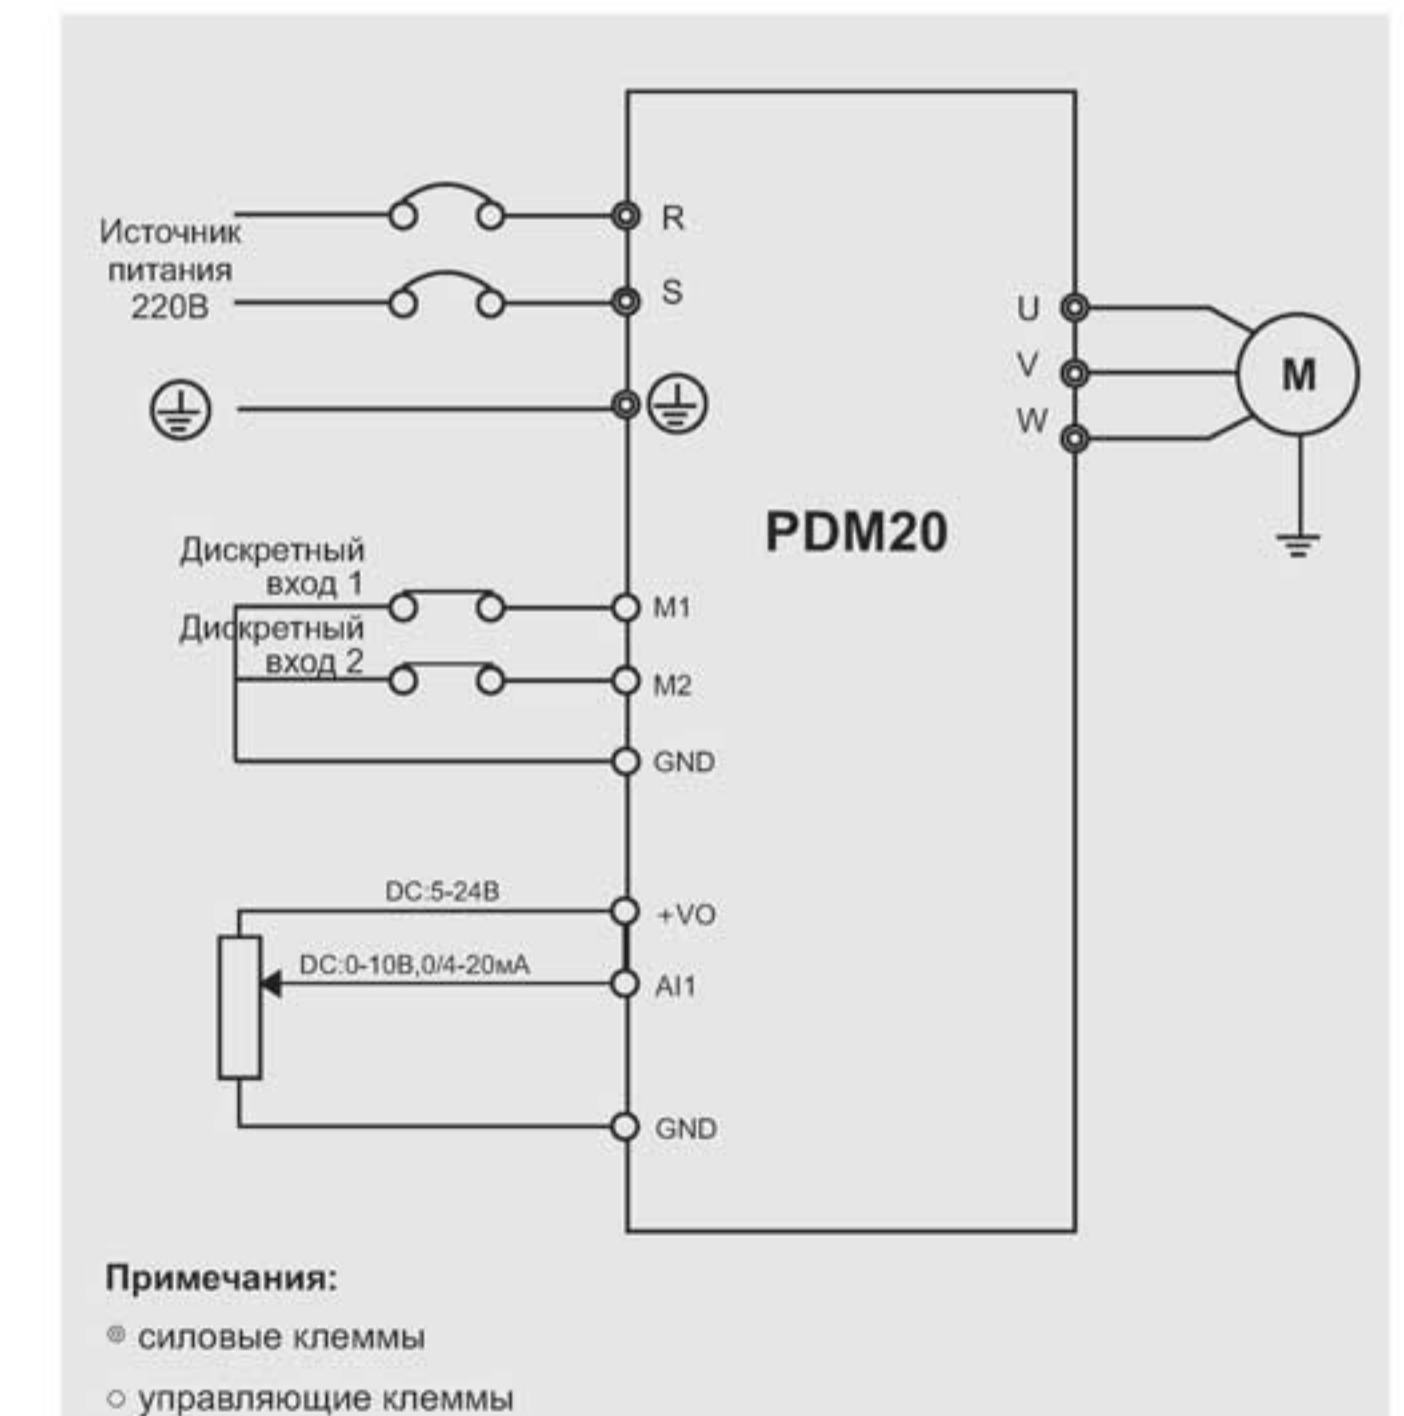 R
Источник
питания
220В
S
U
V
W
M
PDM20
Дискретный
вход 1
M1
Дискретный
вход 2
M2
GND
DC:5-24В
+VO
DC:0-10В,0/4-20мА
AI1
GND
Примечания:
силовые клеммы
управляющие клеммы